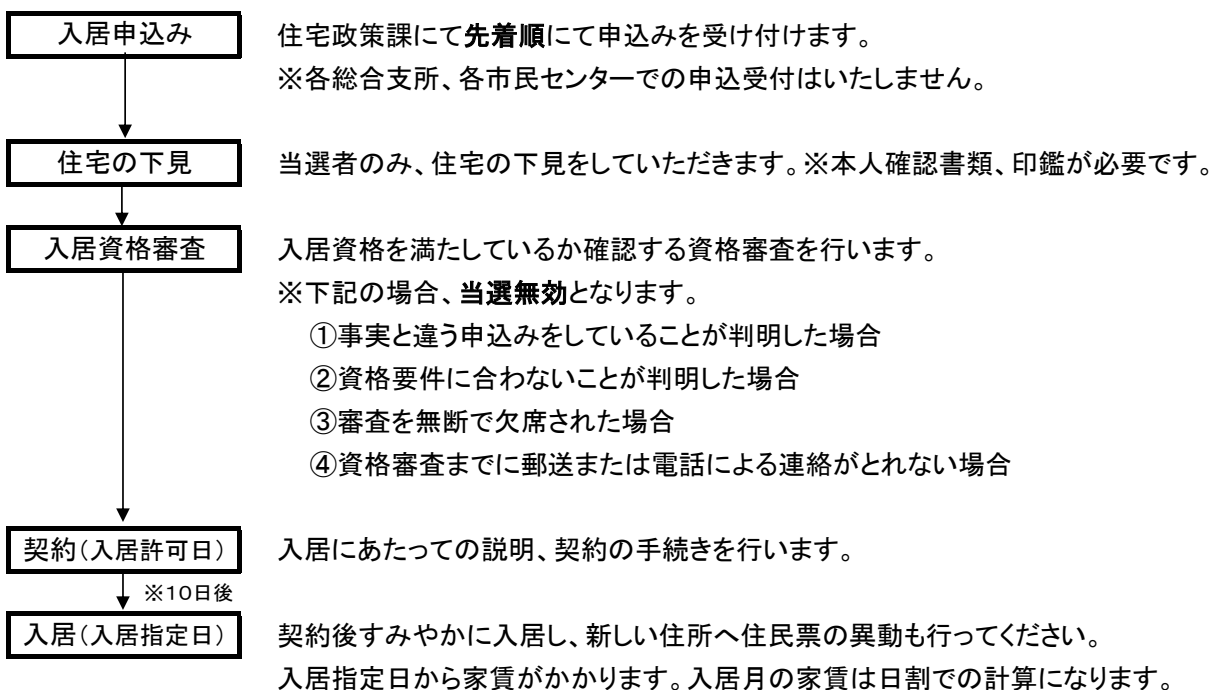 入居申込み 住宅政策課にて先着順にて申込みを受け付けます。
※各総合支所、各市民センターでの申込受付はいたしません。
住宅の下見 当選者のみ、住宅の下見をしていただきます。※本人確認書類、印鑑が必要です。
入居資格審査 入居資格を満たしているか確認する資格審査を行います。
※下記の場合、当選無効となります。
①事実と違う申込みをしていることが判明した場合
②資格要件に合わないことが判明した場合
③審査を無断で欠席された場合
④資格審査までに郵送または電話による連絡がとれない場合
契約(入居許可日) 入居にあたっての説明、契約の手続きを行います。
※10日後
入居(入居指定日) 契約後すみやかに入居し、新しい住所へ住民票の異動も行ってください。
入居指定日から家賃がかかります。入居月の家賃は日割での計算になります。